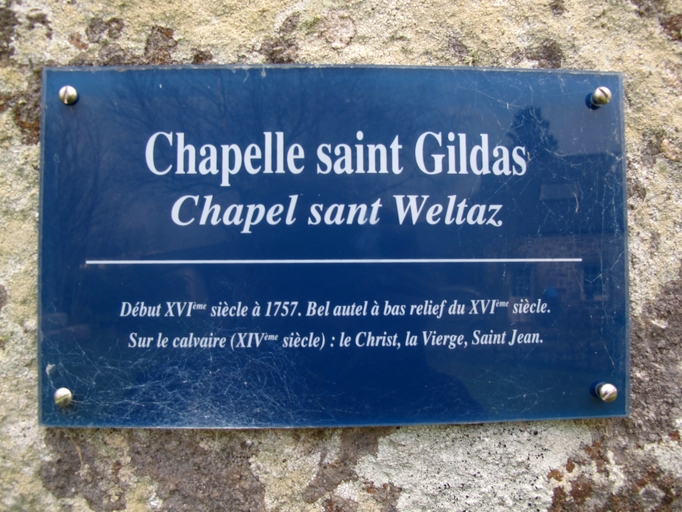 Chapelle saint Gildas
Chapel sant Weltaz
Début XVIème siècle à 1757. Bel autel à bas relief du XVIème siècle.
Sur le calvaire (XIVème siècle) : le Christ, la Vierge, Saint Jean.